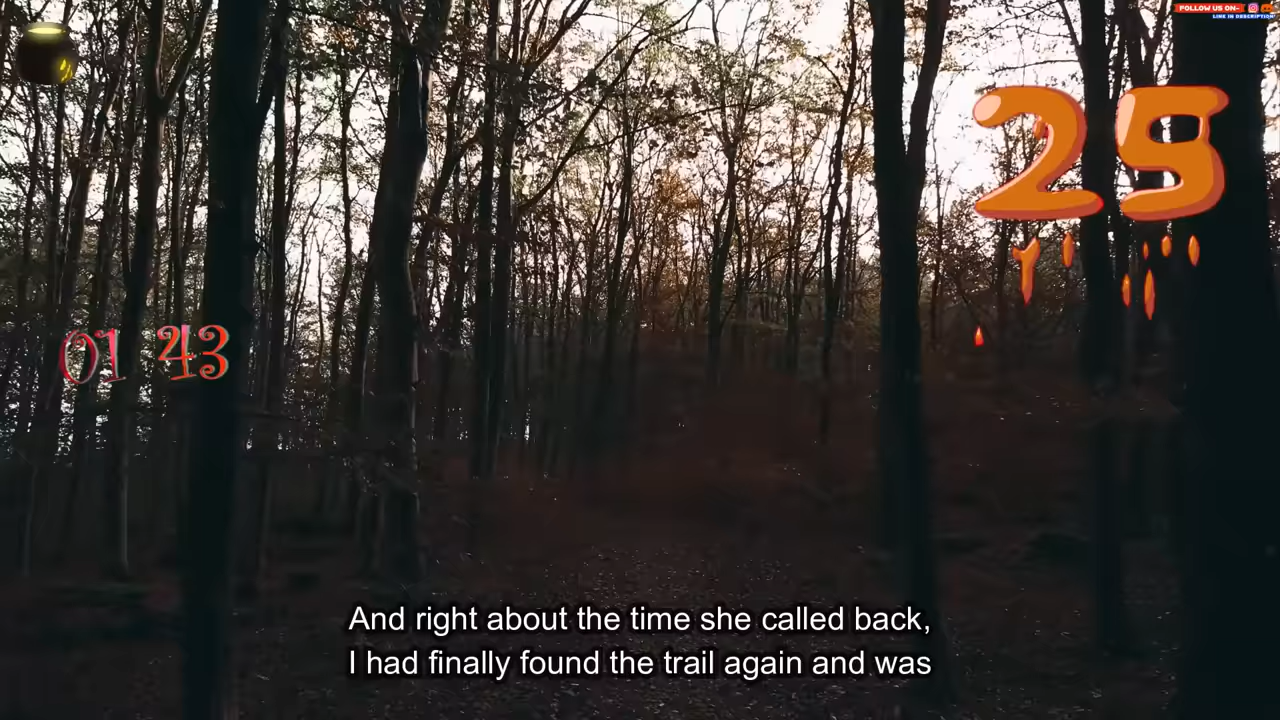 FOLLOW US ON-
LINK IN DESCRIPTION
25
01 43
And right about the time she called back,
I had finally found the trail again and was